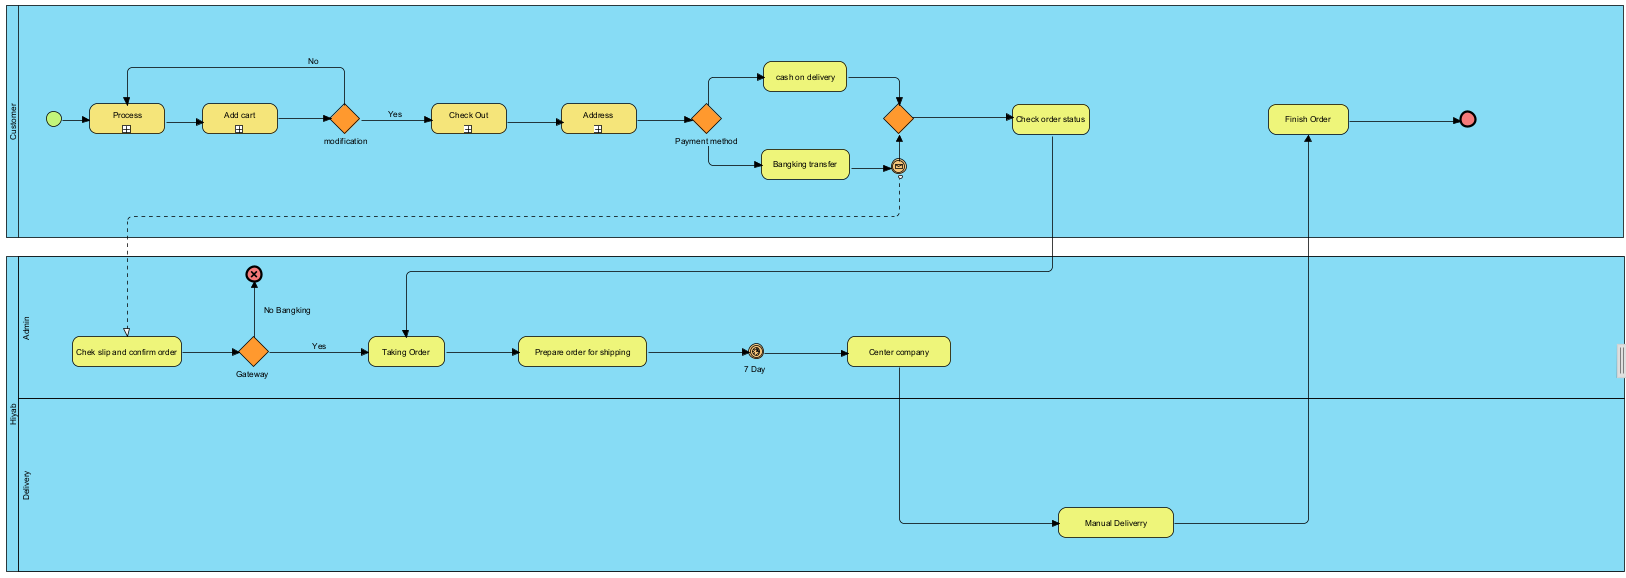 Customer
No
Process
Add cart
modification
Yes
Check Out
Address
Payment method
cash on delivery
Bangking transfer
Check order status
Finish Order
Hiyab
Admin
No Bangking
Chek slip and confirm order
Gateway
Yes
Taking Order
Prepare order for shipping
7 Day
Center company
Delivery
Manual Deliverry